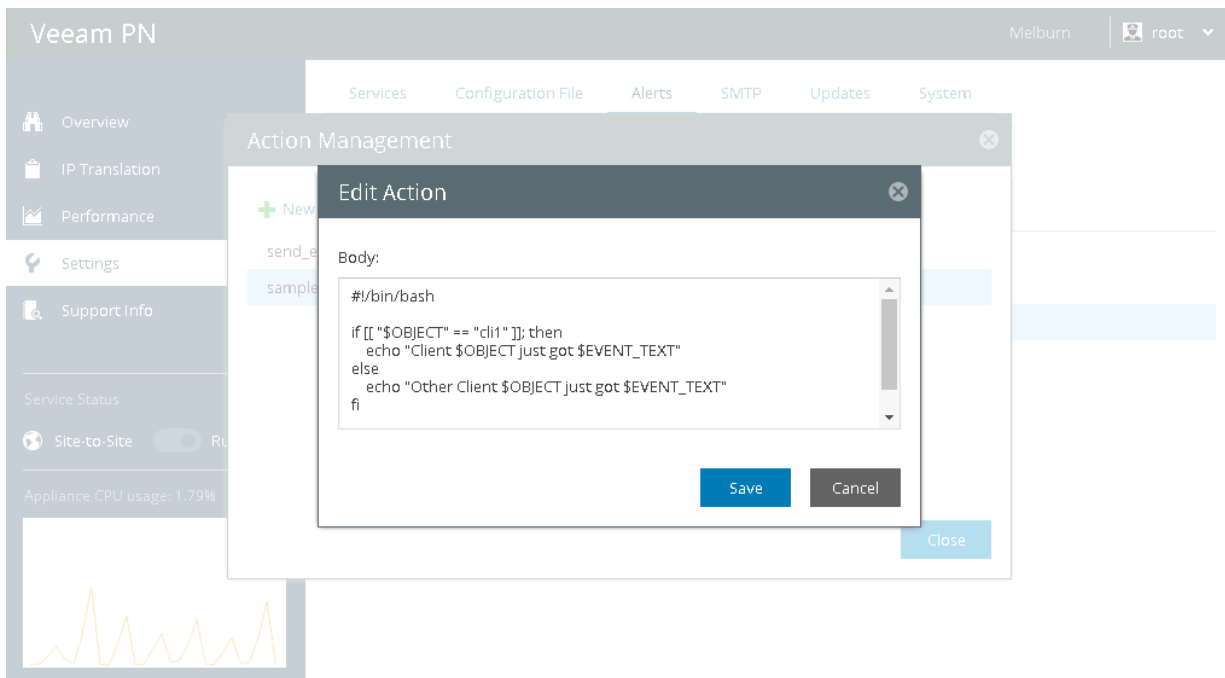 Veeam PN
Melburn
root
Services Configuration File Alerts SMTP Updates System
Overview
IP Translation
Performance
Settings
Support Info
Service Status
Site-to-Site
Appliance CPU usage: 1.79%
Action Management
New
Edit Action
Body:
#!/bin/bash
if [[ "$OBJECT" == "cli1" ]]; then
echo "Client $OBJECT just got $EVENT_TEXT"
else
echo "Other Client $OBJECT just got $EVENT_TEXT"
fi
Save Cancel
Close